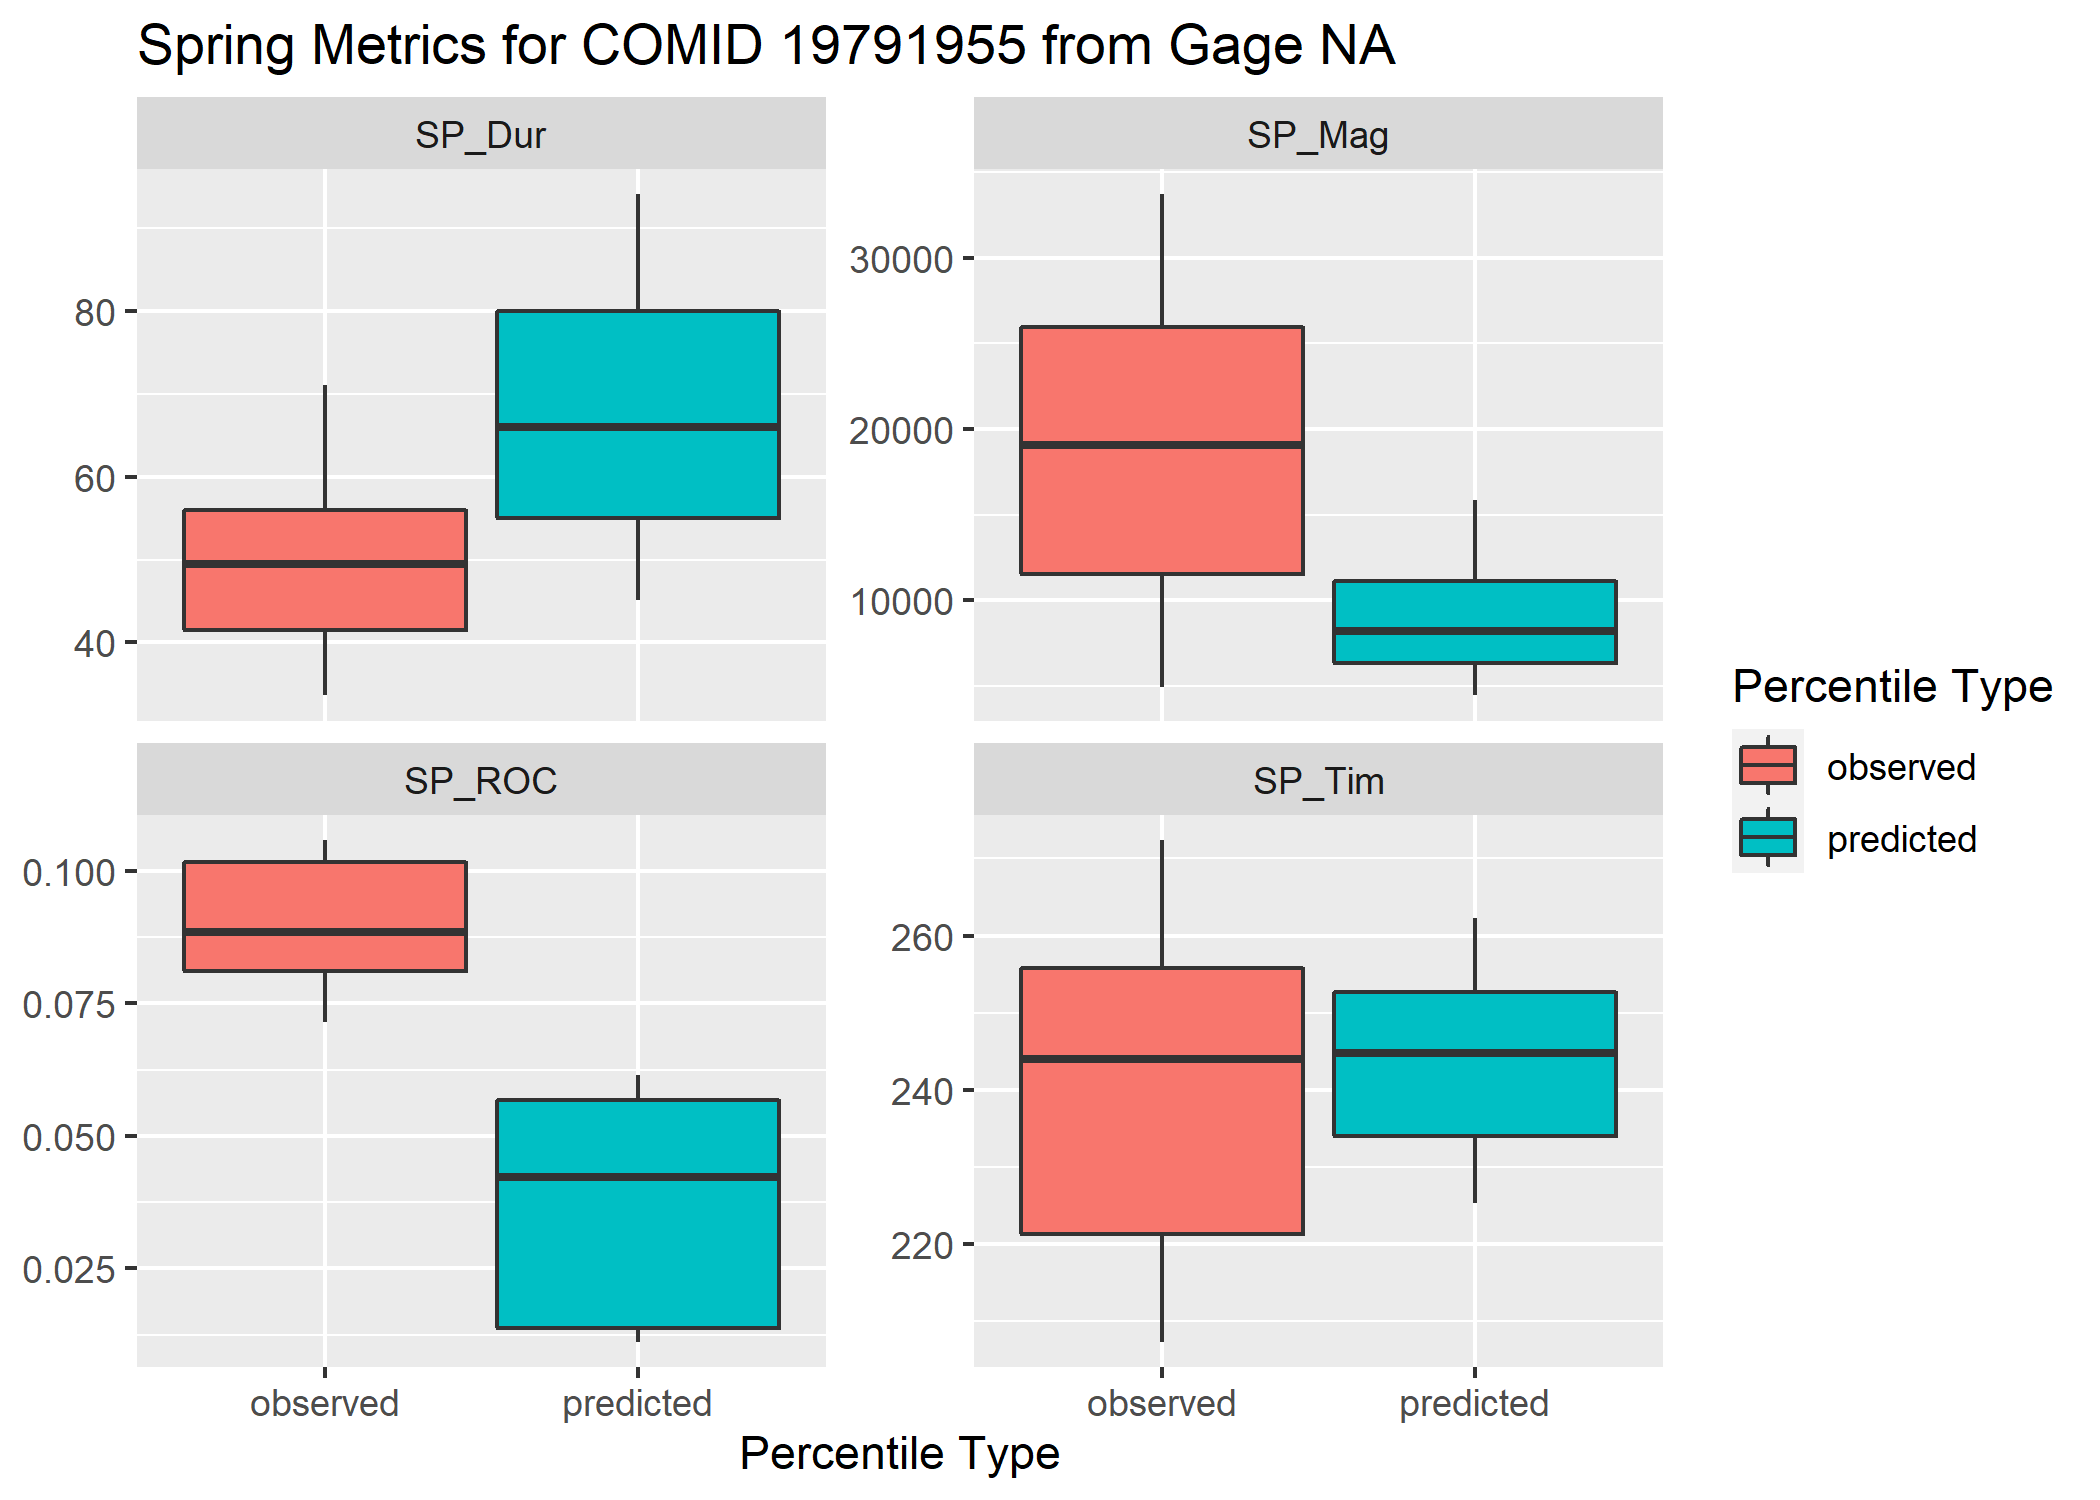 Spring Metrics for COMID 19791955 from Gage NA
SP_Dur
SP_Mag
80
60
40
30000
20000
10000
SP_ROC
SP_Tim
0.100
0.075
0.050
0.025
260
240
220
observed
predicted
observed
predicted
Percentile Type
Percentile Type
observed
predicted